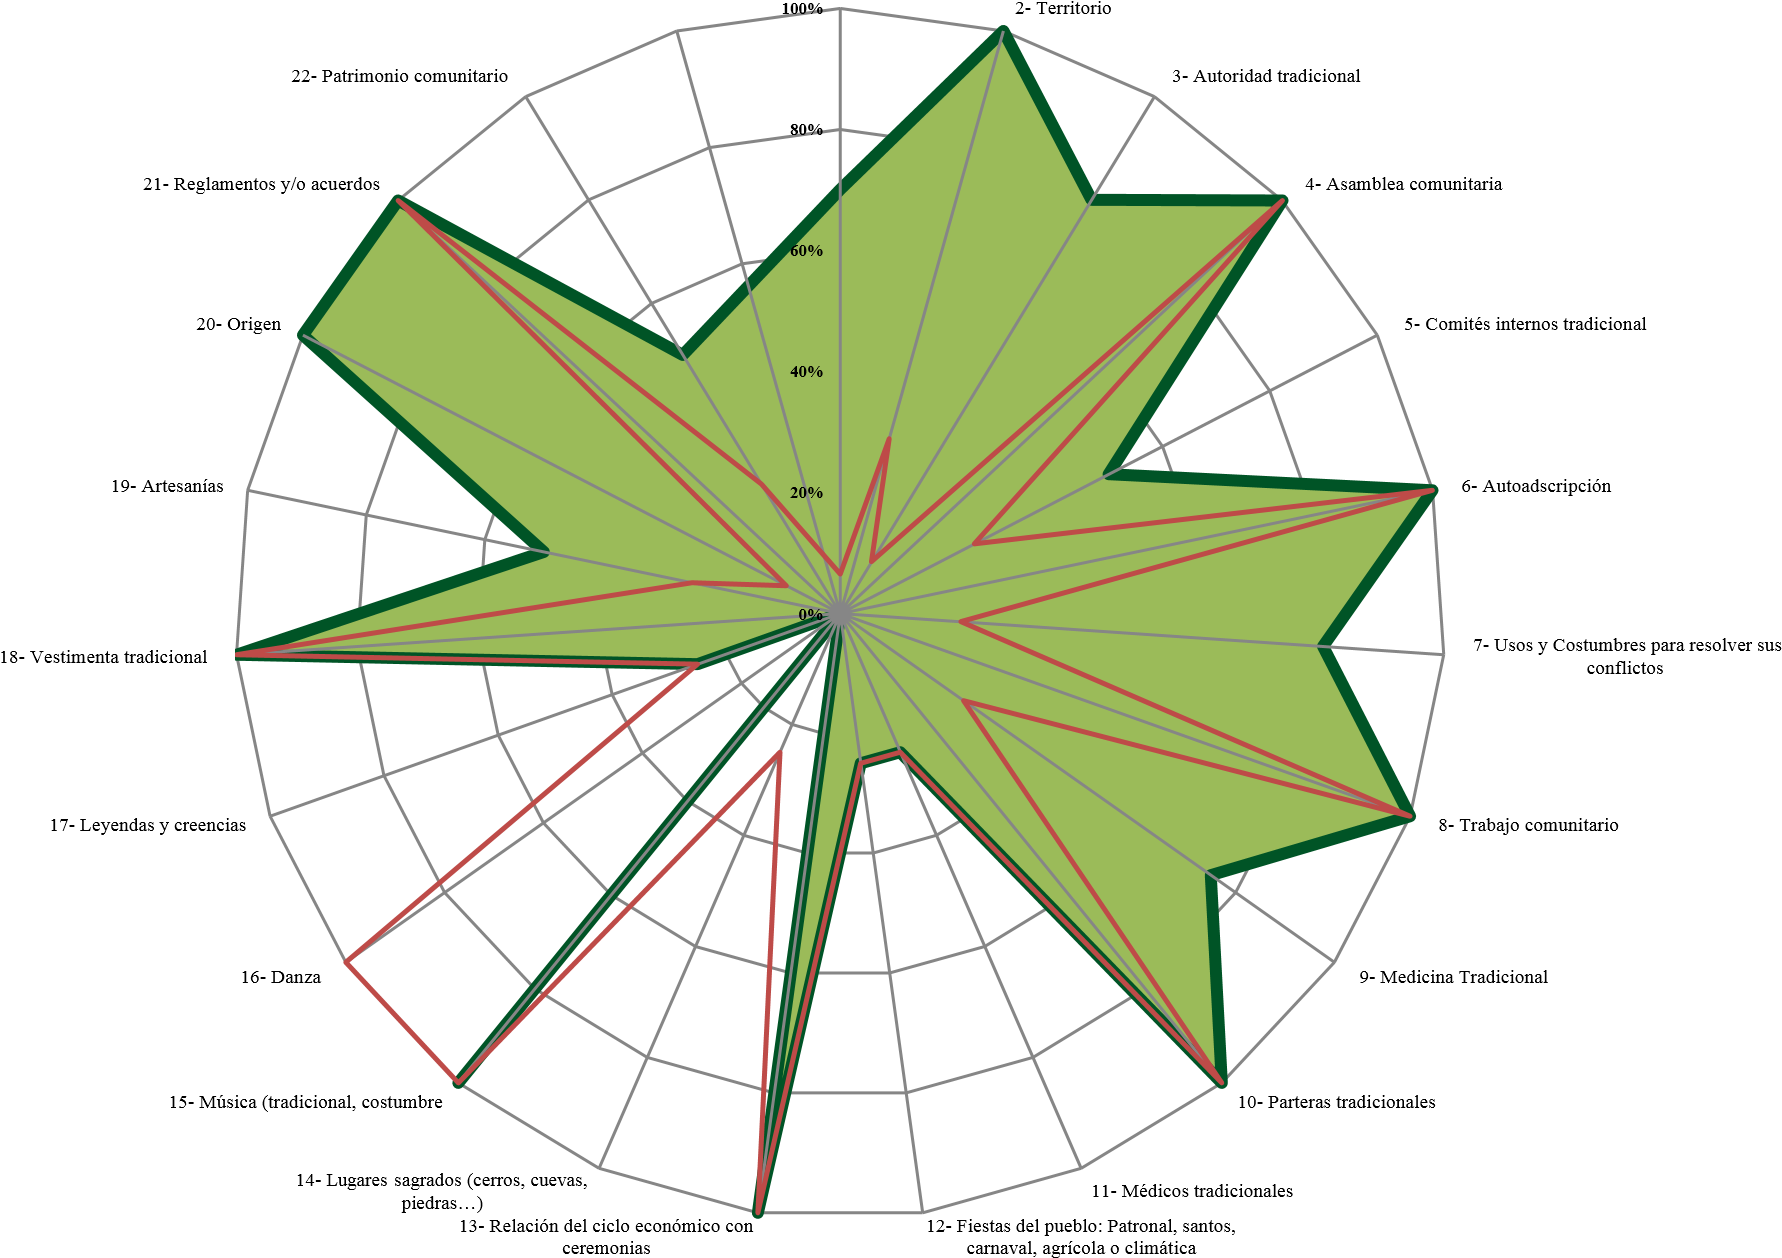 100%
80%
60%
40%
20%
0%
2- Territorio
3- Autoridad tradicional
4- Asamblea comunitaria
5- Comités internos tradicional
6- Autoadscripción
7- Usos y Costumbres para resolver sus
conflictos
8- Trabajo comunitario
9- Medicina Tradicional
10- Parteras tradicionales
11- Médicos tradicionales
12- Fiestas del pueblo: Patronal, santos,
carnaval, agrícola o climática
13- Relación del ciclo económico con
ceremonias
14- Lugares sagrados (cerros, cuevas,
piedras…)
15- Música (tradicional, costumbre
16- Danza
17- Leyendas y creencias
18- Vestimenta tradicional
19- Artesanías
20- Origen
21- Reglamentos y/o acuerdos
22- Patrimonio comunitario